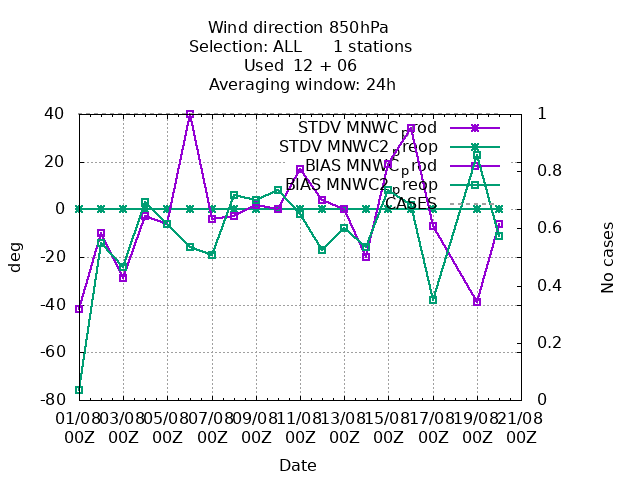 Wind direction 850hPa
Selection: ALL 1 stations
Used 12 + 06
Averaging window: 24h
40
20
0
-20
-40
-60
-80
deg
1
0.8
0.6
0.4
0.2
0
No cases
STDV MNWC_prod
STDV MNWC2_preop
BIAS MNWC_prod
BIAS MNWC2_preop
CASES
01/08 03/08 05/08 07/08 09/08 11/08 13/08 15/08 17/08 19/08 21/08
00Z 00Z 00Z 00Z 00Z 00Z 00Z 00Z 00Z 00Z 00Z
Date